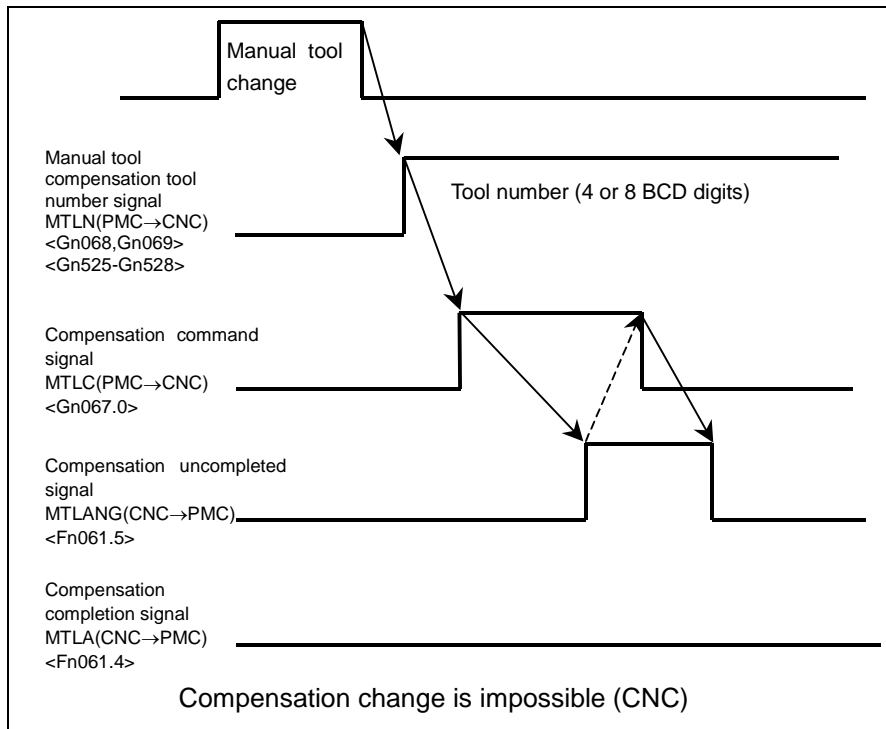 Manual tool
change
Manual tool
compensation tool
number signal
MTLN(PMC→CNC)
<Gn068,Gn069>
<Gn525-Gn528>
Tool number (4 or 8 BCD digits)
Compensation command
signal
MTLC(PMC→CNC)
<Gn067.0>
Compensation uncompleted
signal
MTLANG(CNC→PMC)
<Fn061.5>
Compensation
completion signal
MTLA(CNC→PMC)
<Fn061.4>
Compensation change is impossible (CNC)